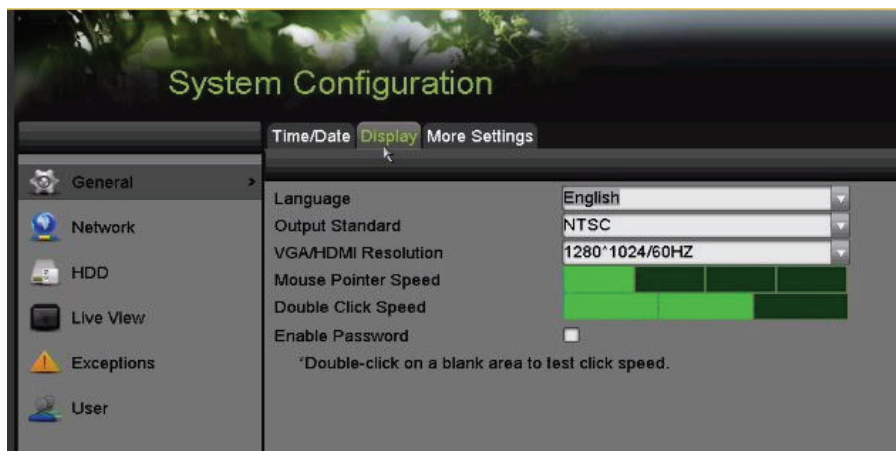 System Configuration
Time/Date Display More Settings
General >
Network
HDD
Live View
Exceptions
User
Language English
Output Standard NTSC
VGA/HDMI Resolution 1280^1024/60HZ
Mouse Pointer Speed
Double Click Speed
Enable Password
*Double-click on a blank area to test click speed.